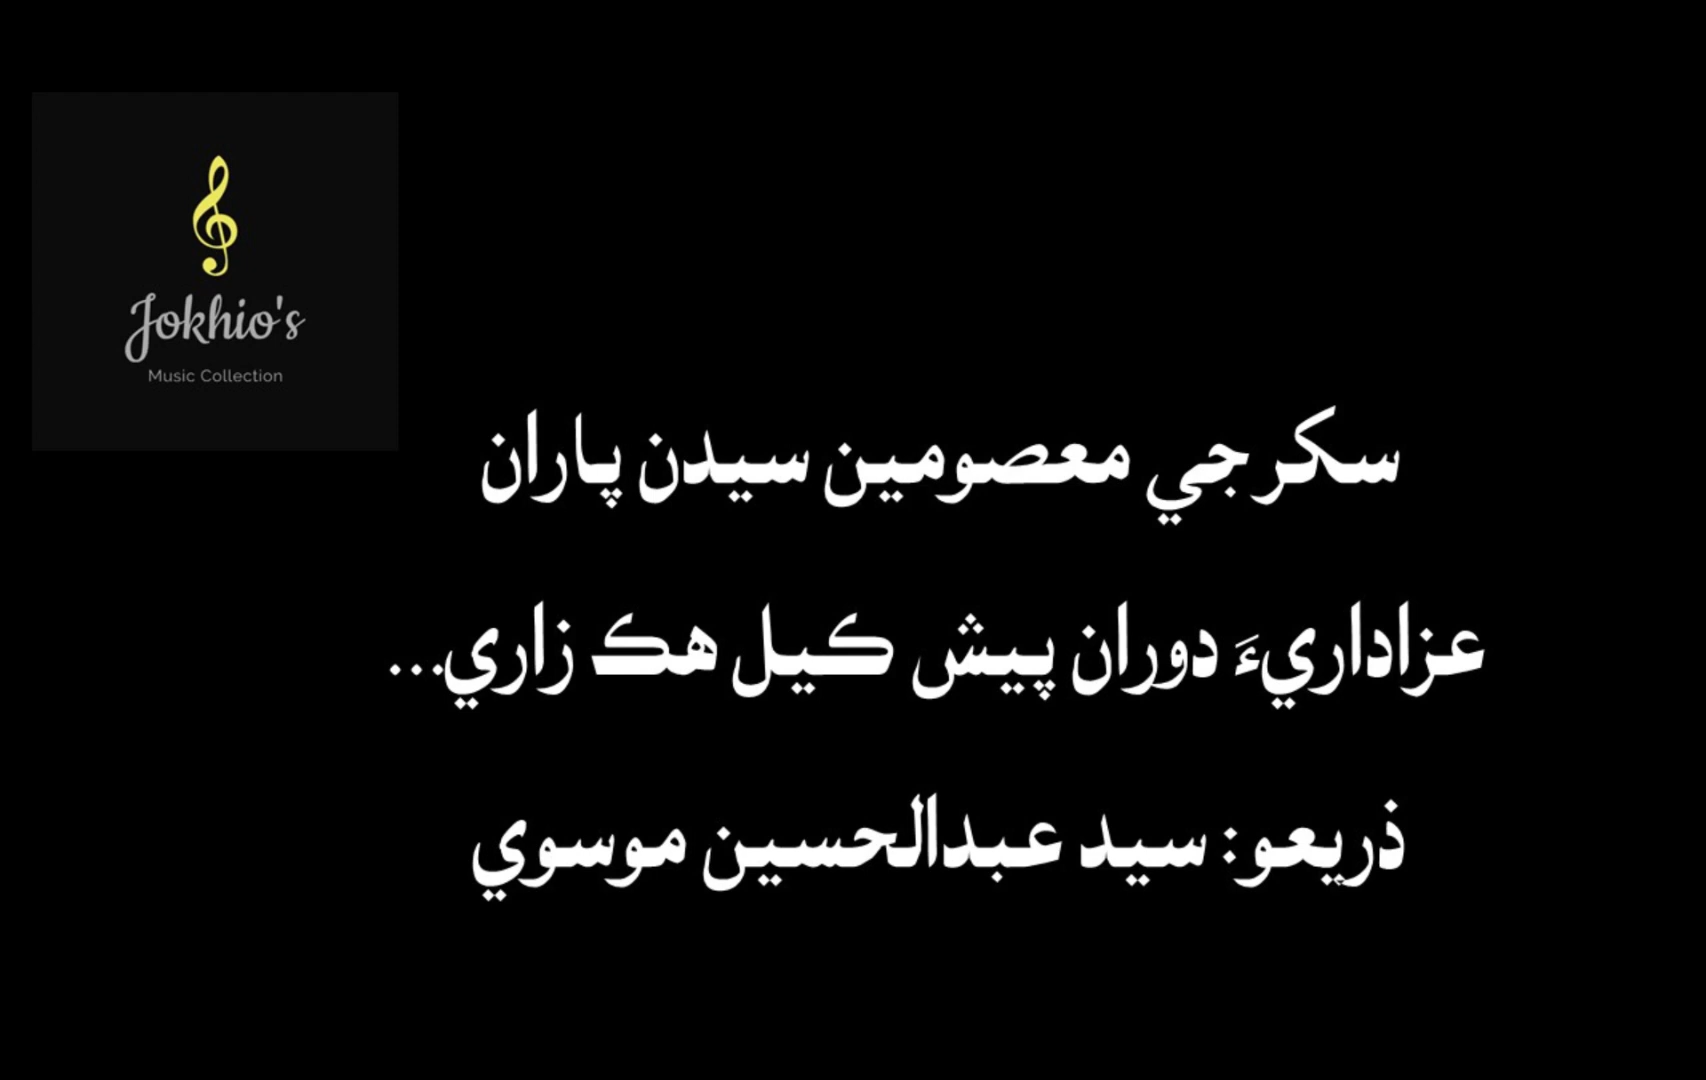 Jokhio's
Music Collection
سکر جي معصومين سيدن پاران
عزاداريءَ دوران پيش ڪيل هڪ زاري...
ذريعو: سيد عبدالحسين موسوي